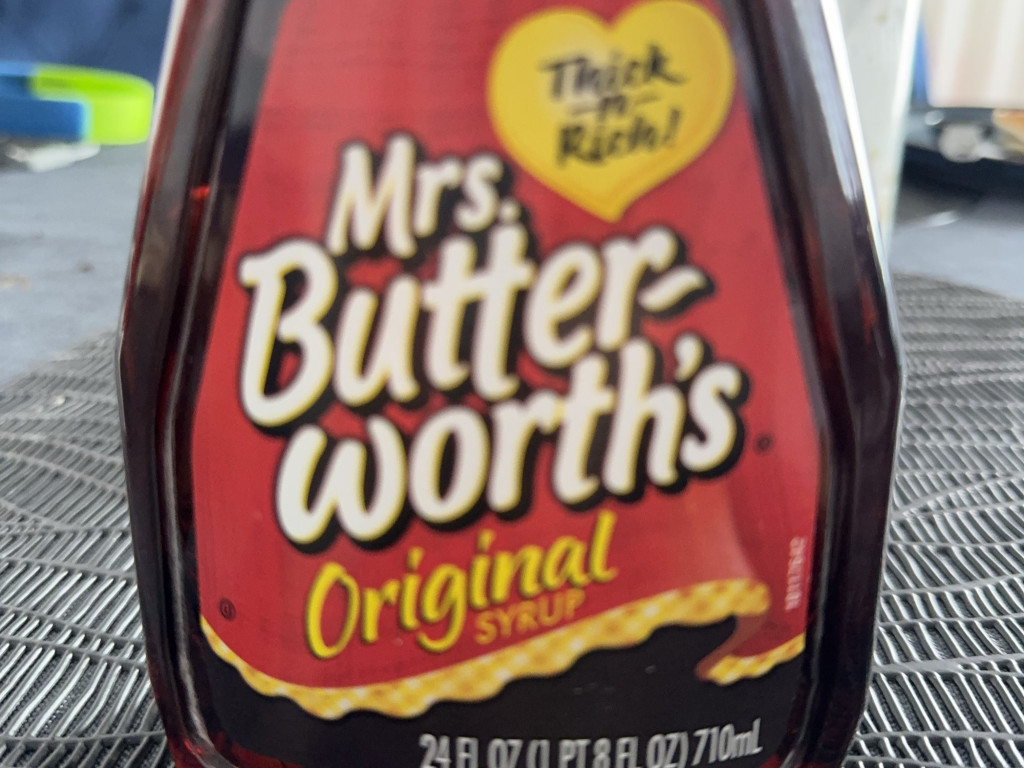 Thick
-n-
Rich!
Mrs.
Butter-
worth's
Original
SYRUP
24 FL OZ (1 PT 8 FL OZ) 710mL